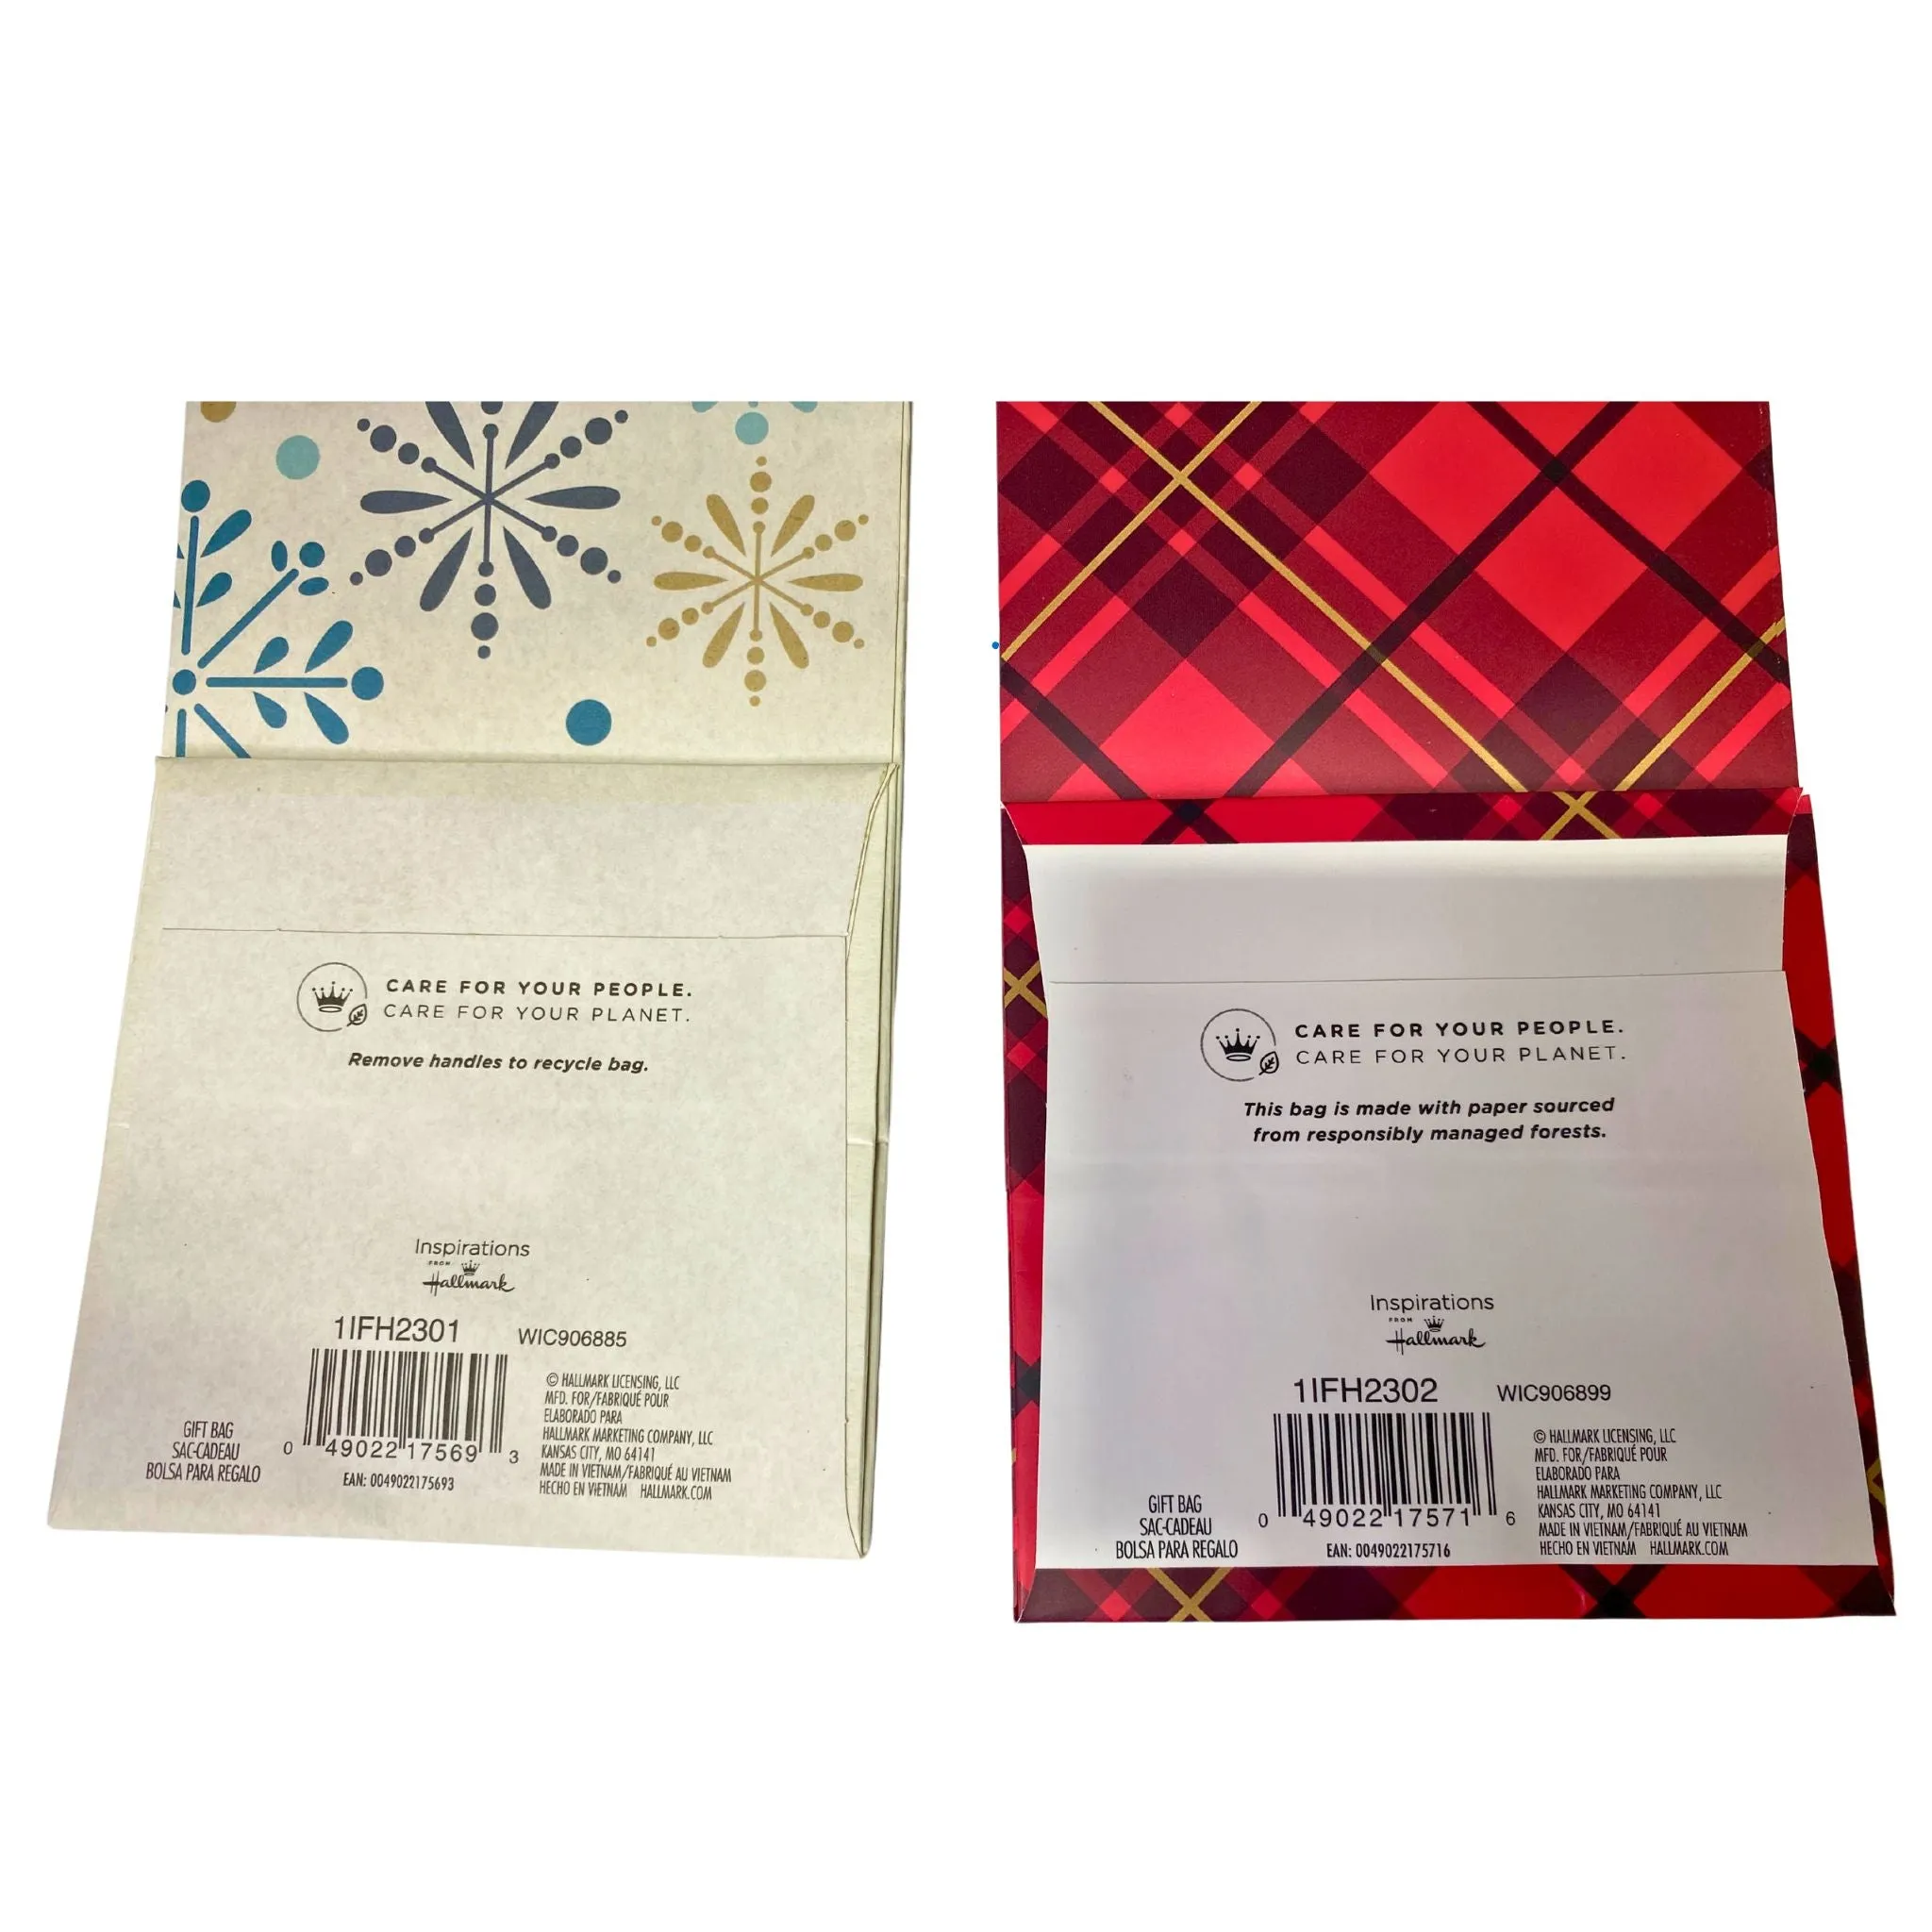 CARE FOR YOUR PEOPLE.
CARE FOR YOUR PLANET.
Remove handles to recycle bag.
Inspirations
FROM
Hallmark
1IFH2301
WIC906885
GIFT BAG
SAC-CADEAU
BOLSA PARA REGALO
0 49022 17569 3
EAN: 0049022175693
© HALLMARK LICENSING, LLC
MFD. FOR/FABRIQUÉ POUR
ELABORADO PARA
HALLMARK MARKETING COMPANY, LLC
KANSAS CITY, MO 64141
MADE IN VIETNAM/FABRIQUÉ AU VIETNAM
HECHO EN VIETNAM HALLMARK.COM
CARE FOR YOUR PEOPLE.
CARE FOR YOUR PLANET.
This bag is made with paper sourced
from responsibly managed forests.
Inspirations
FROM
Hallmark
1IFH2302
WIC906899
GIFT BAG
SAC-CADEAU
BOLSA PARA REGALO
0 49022 17571 6
EAN: 0049022175716
© HALLMARK LICENSING, LLC
MFD. FOR/FABRIQUÉ POUR
ELABORADO PARA
HALLMARK MARKETING COMPANY, LLC
KANSAS CITY, MO 64141
MADE IN VIETNAM/FABRIQUÉ AU VIETNAM
HECHO EN VIETNAM HALLMARK.COM